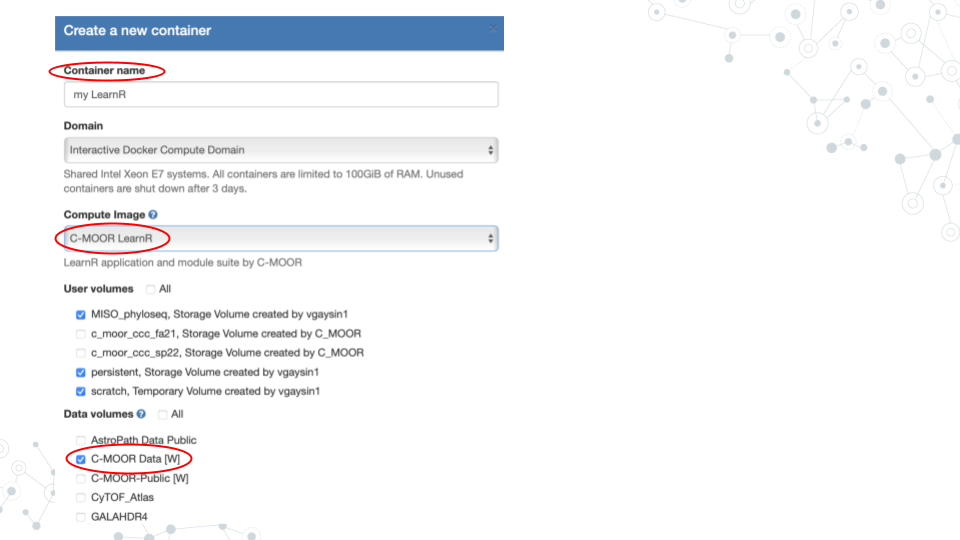 Create a new container
Container name
my LearnR
Domain
Interactive Docker Compute Domain
Shared Intel Xeon E7 systems. All containers are limited to 100GiB of RAM. Unused
containers are shut down after 3 days.
Compute Image ?
C-MOOR LearnR
LearnR application and module suite by C-MOOR
User volumes All
MISO_phyloseq, Storage Volume created by vgaysin1
c_moor_ccc_fa21, Storage Volume created by C_MOOR
c_moor_ccc_sp22, Storage Volume created by C_MOOR
persistent, Storage Volume created by vgaysin1
scratch, Temporary Volume created by vgaysin1
Data volumes ? All
AstroPath Data Public
C-MOOR Data [W]
C-MOOR-Public [W]
CyTOF_Atlas
GALAHDR4